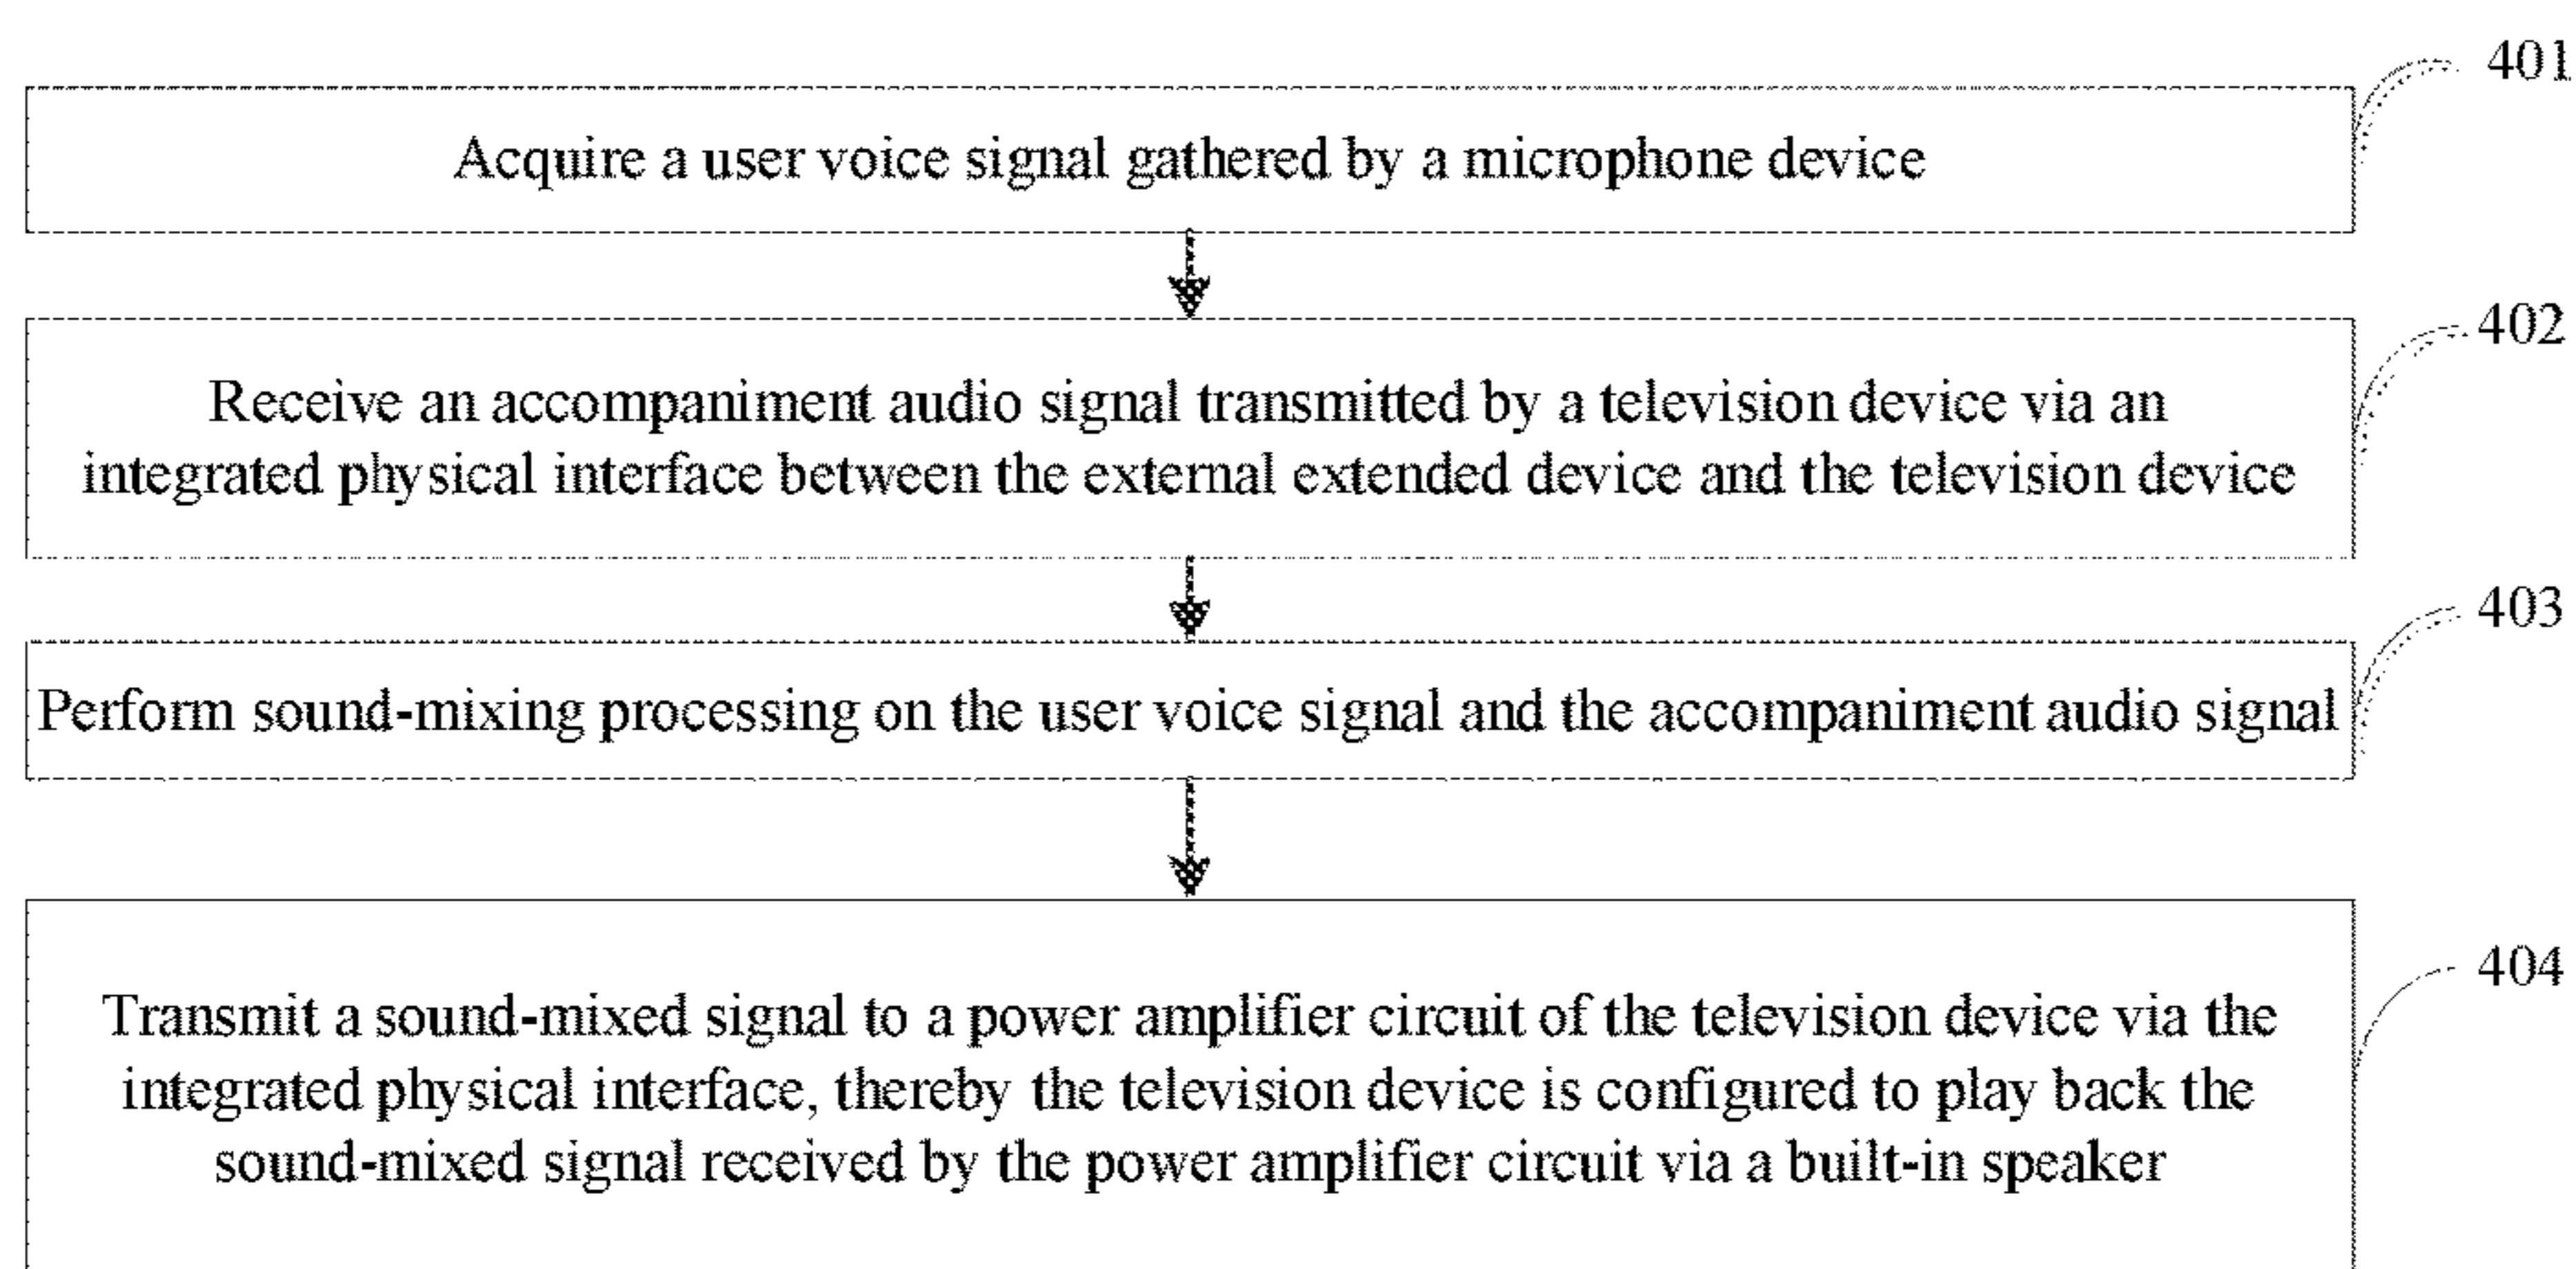 401
Acquire a user voice signal gathered by a microphone device
402
Receive an accompaniment audio signal transmitted by a television device via an
integrated physical interface between the external extended device and the television device
403
Perform sound-mixing processing on the user voice signal and the accompaniment audio signal
404
Transmit a sound-mixed signal to a power amplifier circuit of the television device via the
integrated physical interface, thereby the television device is configured to play back the
sound-mixed signal received by the power amplifier circuit via a built-in speaker